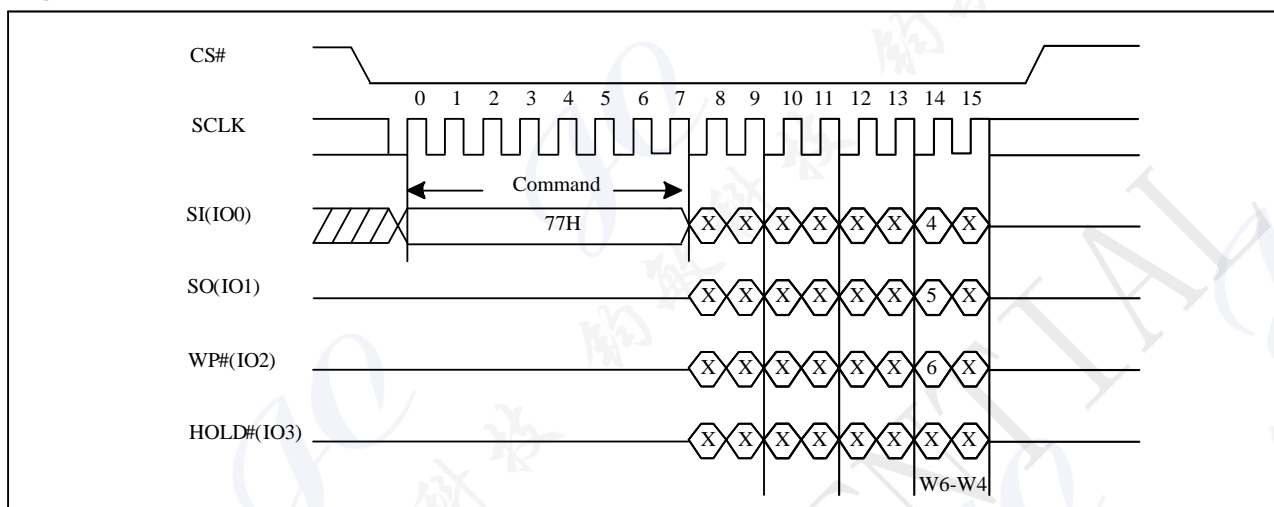 CS#
0 1 2 3 4 5 6 7 8 9 10 11 12 13 14 15
SCLK
Command
SI(IO0) 77H X X X X X X 4 X
SO(IO1) X X X X X X 5 X
WP#(IO2) X X X X X X 6 X
HOLD#(IO3) X X X X X X X X
W6-W4
NTIAL